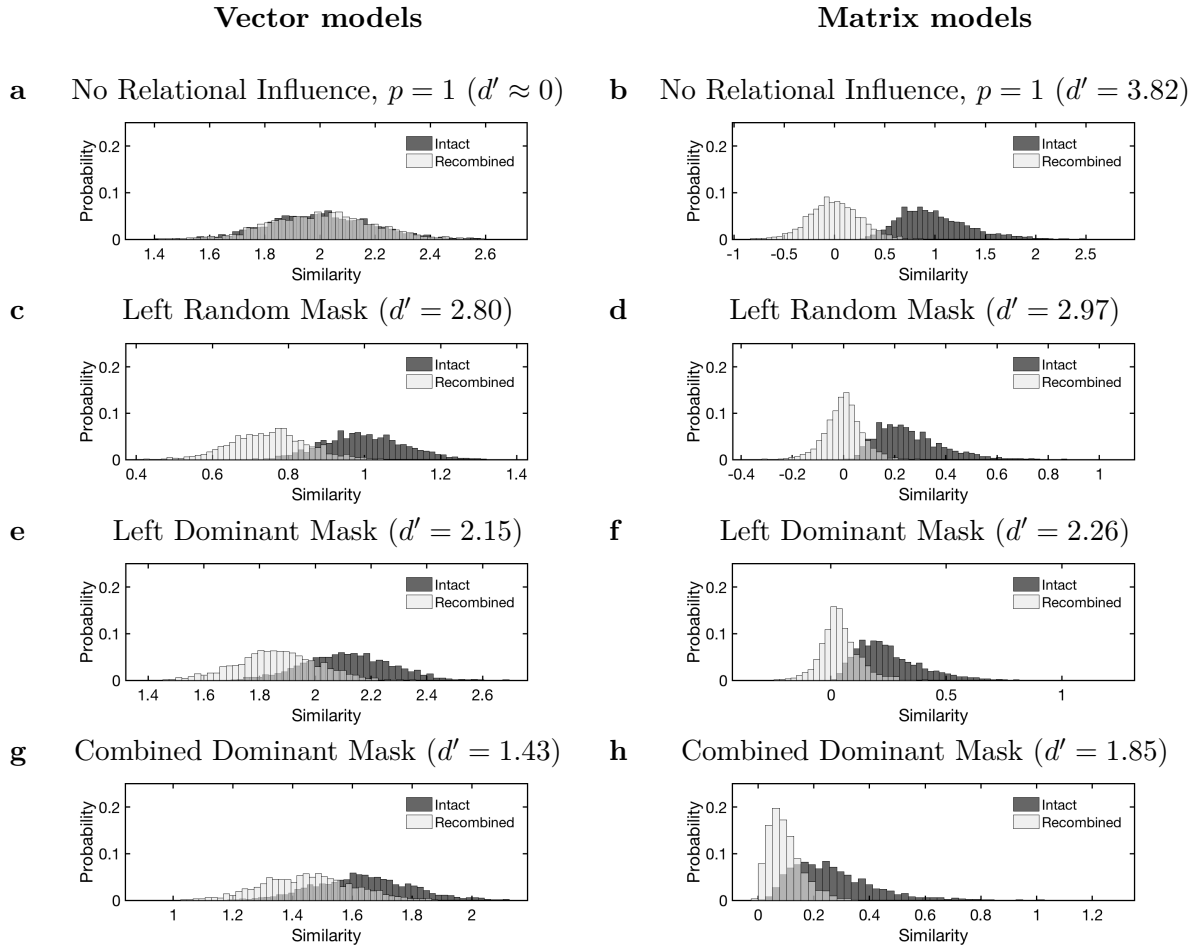 Vector models
Matrix models
a No Relational Influence, p = 1 (d′ ≈ 0)
0.2
0.1
0
Probability
Intact
Recombined
1.4 1.6 1.8 2 2.2 2.4 2.6
Similarity
b No Relational Influence, p = 1 (d′ = 3.82)
0.2
0.1
0
Probability
Intact
Recombined
-1 -0.5 0 0.5 1 1.5 2 2.5
Similarity
c Left Random Mask (d′ = 2.80)
0.2
0.1
0
Probability
Intact
Recombined
0.4 0.6 0.8 1 1.2 1.4
Similarity
d Left Random Mask (d′ = 2.97)
0.2
0.1
0
Probability
Intact
Recombined
-0.4 -0.2 0 0.2 0.4 0.6 0.8 1
Similarity
e Left Dominant Mask (d′ = 2.15)
0.2
0.1
0
Probability
Intact
Recombined
1.4 1.6 1.8 2 2.2 2.4 2.6
Similarity
f Left Dominant Mask (d′ = 2.26)
0.2
0.1
0
Probability
Intact
Recombined
0 0.5 1
Similarity
g Combined Dominant Mask (d′ = 1.43)
0.2
0.1
0
Probability
Intact
Recombined
1 1.2 1.4 1.6 1.8 2
Similarity
h Combined Dominant Mask (d′ = 1.85)
0.2
0.1
0
Probability
Intact
Recombined
0 0.2 0.4 0.6 0.8 1 1.2
Similarity